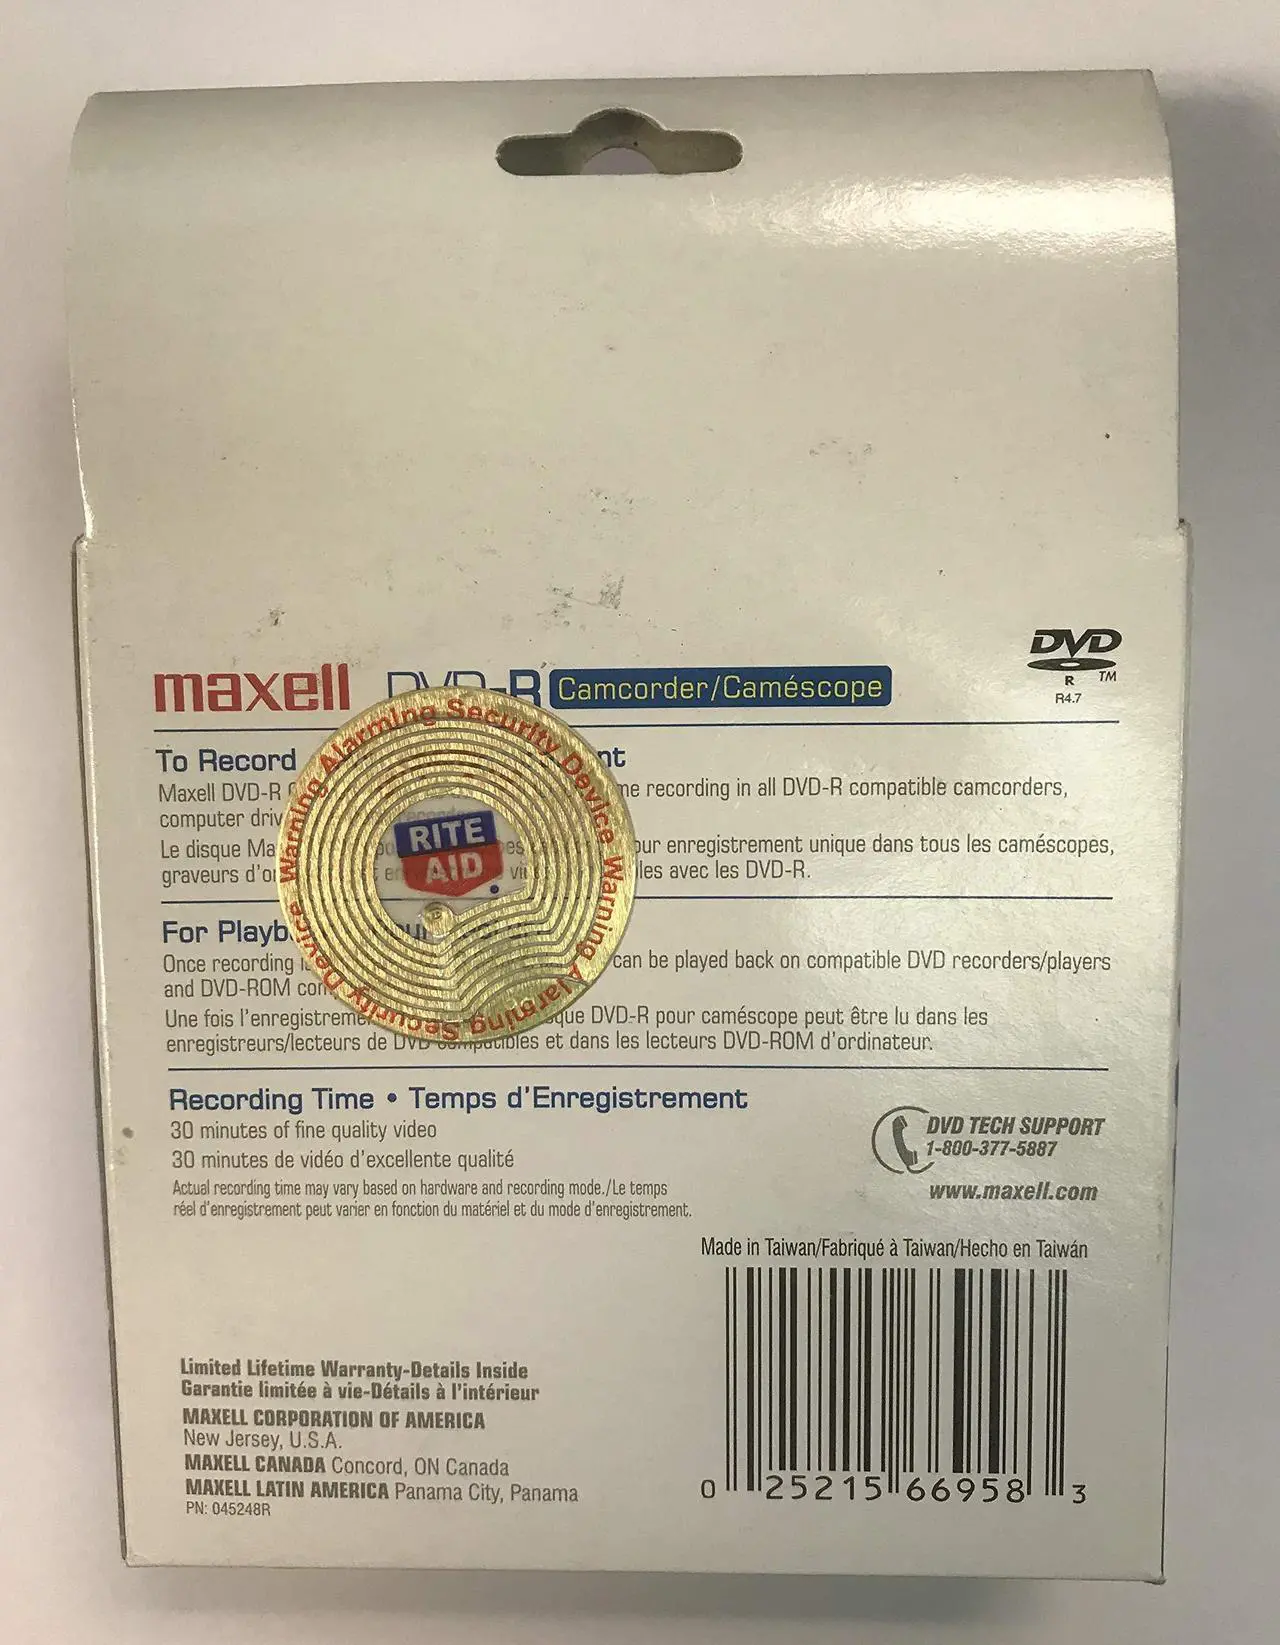 maxell DVD-R Camcorder/Caméscope
DVD
R TM
R4.7
To Record nt
Maxell DVD-R me recording in all DVD-R compatible camcorders,
computer driv
Le disque Ma our enregistrement unique dans tous les caméscopes,
graveurs d'o les avec les DVD-R.
Warning Alarming Security Device Warning Alarming Security Device
RITE
AID
For Playb
Once recording can be played back on compatible DVD recorders/players
and DVD-ROM com
Une fois l'enregistreme que DVD-R pour caméscope peut être lu dans les
enregistreurs/lecteurs de DVD compatibles et dans les lecteurs DVD-ROM d'ordinateur.
Recording Time • Temps d'Enregistrement
30 minutes of fine quality video
30 minutes de vidéo d'excellente qualité
Actual recording time may vary based on hardware and recording mode./Le temps
réel d'enregistrement peut varier en fonction du matériel et du mode d'enregistrement.
DVD TECH SUPPORT
1-800-377-5887
www.maxell.com
Made in Taiwan/Fabriqué à Taiwan/Hecho en Taiwán
Limited Lifetime Warranty-Details Inside
Garantie limitée à vie-Détails à l'intérieur
MAXELL CORPORATION OF AMERICA
New Jersey, U.S.A.
MAXELL CANADA Concord, ON Canada
MAXELL LATIN AMERICA Panama City, Panama
PN: 045248R
0 25215 66958 3